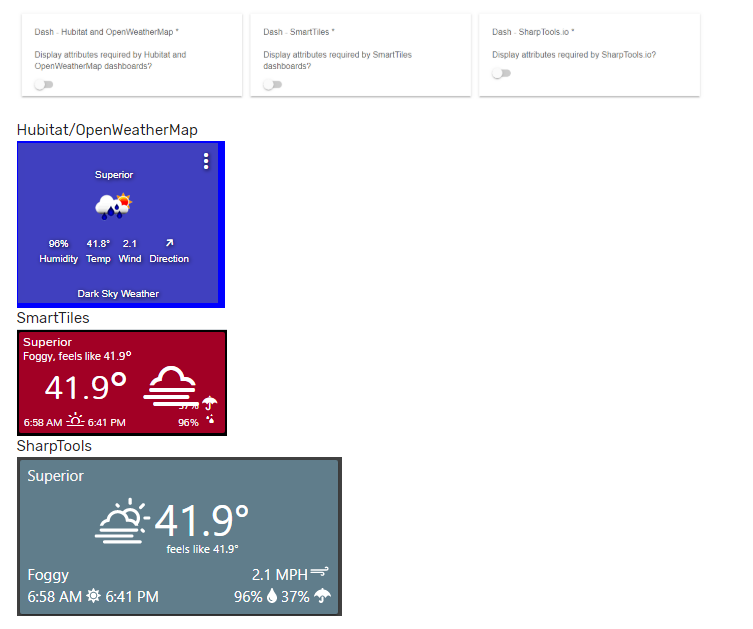 Dash - Hubitat and OpenWeatherMap *
Display attributes required by Hubitat and
OpenWeatherMap dashboards?
Dash - SmartTiles *
Display attributes required by SmartTiles
dashboards?
Dash - SharpTools.io *
Display attributes required by SharpTools.io?
Hubitat/OpenWeatherMap
Superior
96% 41.8° 2.1
Humidity Temp Wind Direction
Dark Sky Weather
SmartTiles
Superior
Foggy, feels like 41.9°
41.9°
37%
6:58 AM 6:41 PM 96%
SharpTools
Superior
41.9°
feels like 41.9°
Foggy 2.1 MPH
6:58 AM 6:41 PM 96% 37%